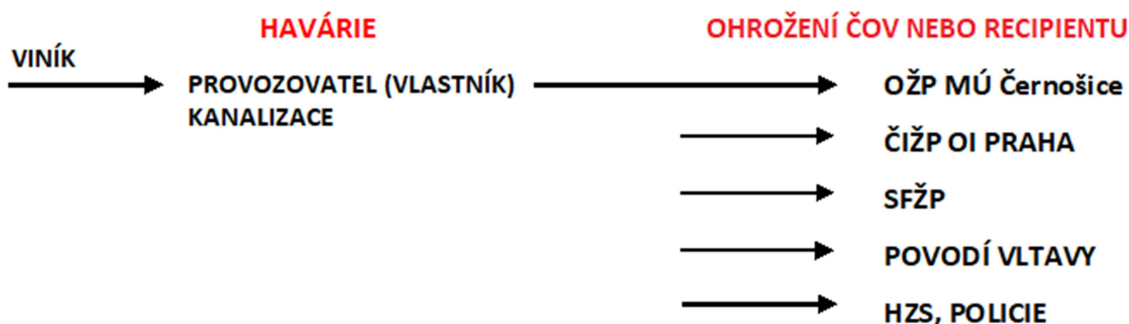 HAVÁRIE
OHROŽENÍ ČOV NEBO RECIPIENTU
VINÍK
PROVOZOVATEL (VLASTNÍK)
KANALIZACE
OŽP MÚ Černošice
ČIŽP OI PRAHA
SFŽP
POVODÍ VLTAVY
HZS, POLICIE